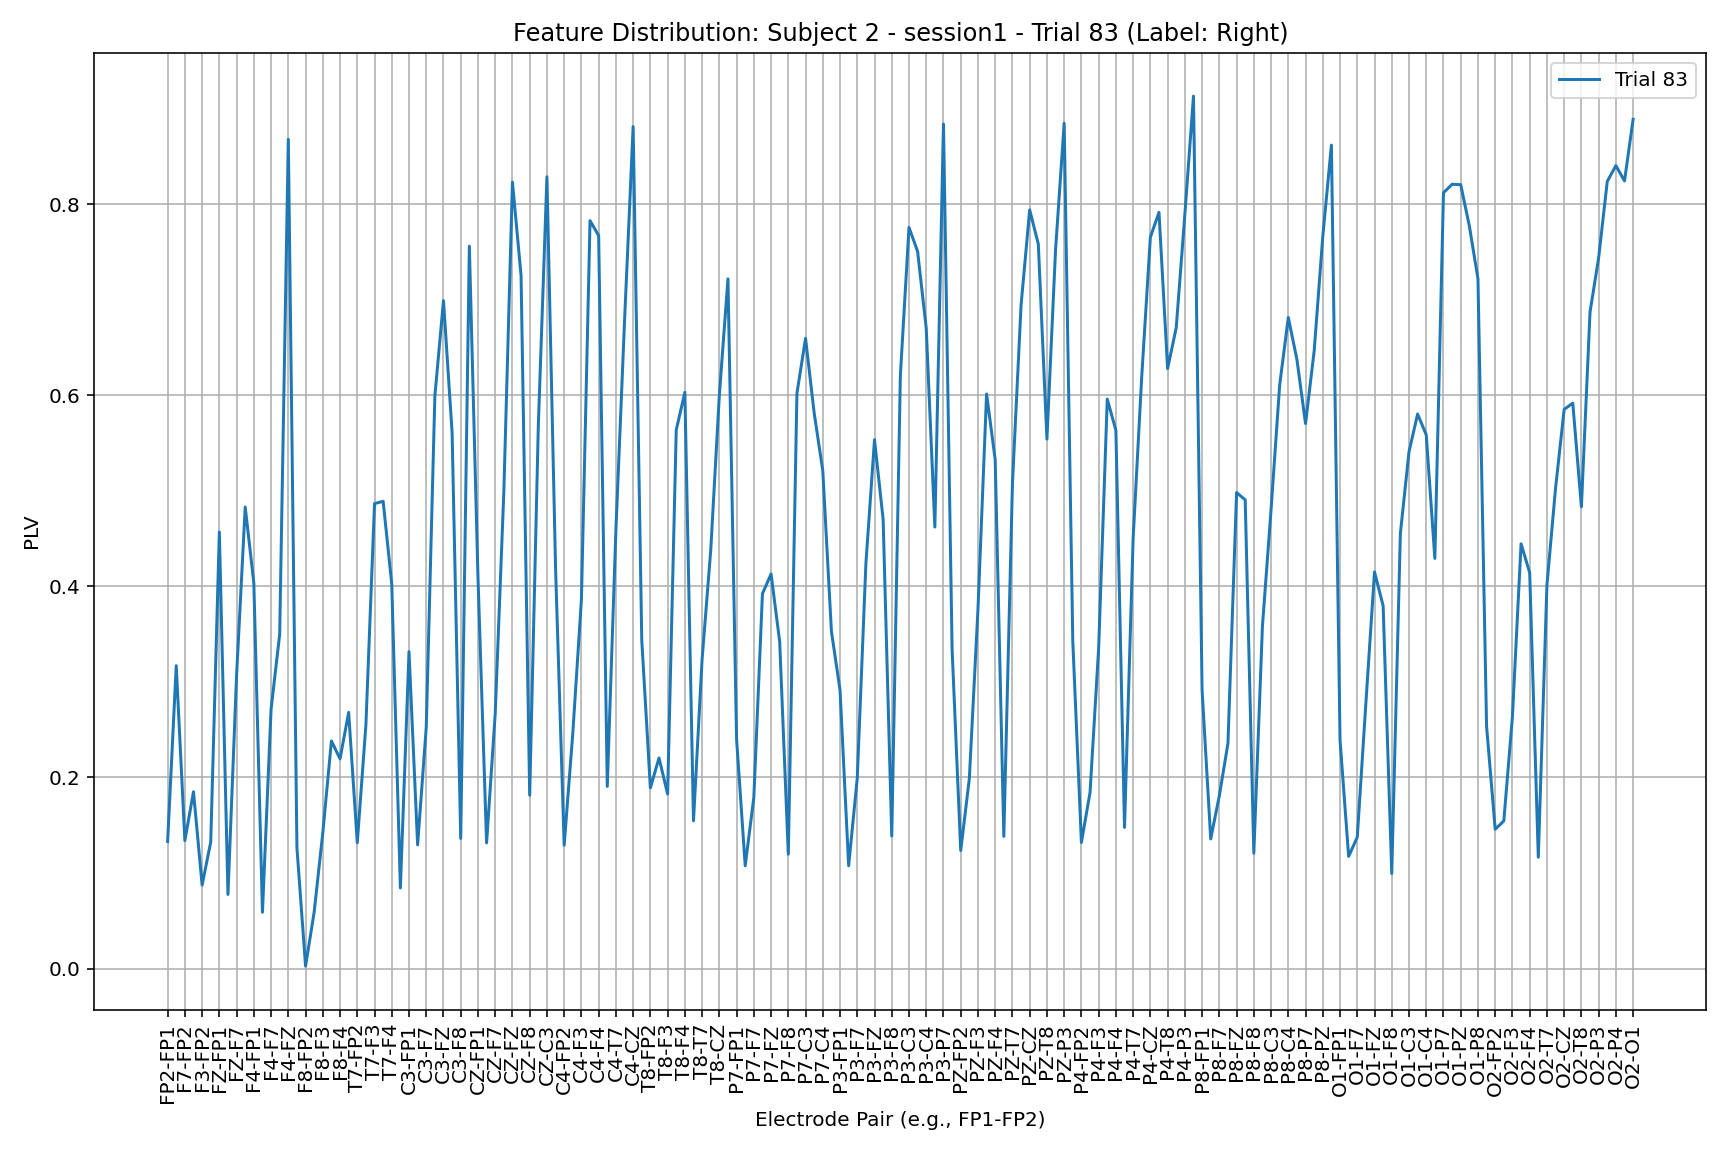 Feature Distribution: Subject 2 - session1 - Trial 83 (Label: Right)
Trial 83
PLV
0.8
0.6
0.4
0.2
0.0
FP2-FP1
F7-FP2
F3-FP2
FZ-FP1
FZ-F7
F4-FP1
F4-F7
F4-FZ
F8-FP2
F8-F3
F8-F4
T7-FP2
T7-F3
T7-F4
C3-FP1
C3-F7
C3-FZ
C3-F8
CZ-FP1
CZ-F7
CZ-FZ
CZ-F8
CZ-C3
C4-FP2
C4-F3
C4-F4
C4-T7
C4-CZ
T8-FP2
T8-F3
T8-F4
T8-T7
T8-CZ
P7-FP1
P7-F7
P7-FZ
P7-F8
P7-C3
P7-C4
P3-FP1
P3-F7
P3-FZ
P3-F8
P3-C3
P3-C4
P3-P7
PZ-FP2
PZ-F3
PZ-F4
PZ-T7
PZ-CZ
PZ-T8
PZ-P3
P4-FP2
P4-F3
P4-F4
P4-T7
P4-CZ
P4-T8
P4-P3
P8-FP1
P8-F7
P8-FZ
P8-F8
P8-C3
P8-C4
P8-P7
P8-PZ
O1-FP1
O1-F7
O1-FZ
O1-F8
O1-C3
O1-C4
O1-P7
O1-PZ
O1-P8
O2-FP2
O2-F3
O2-F4
O2-T7
O2-CZ
O2-T8
O2-P3
O2-P4
O2-O1
Electrode Pair (e.g., FP1-FP2)